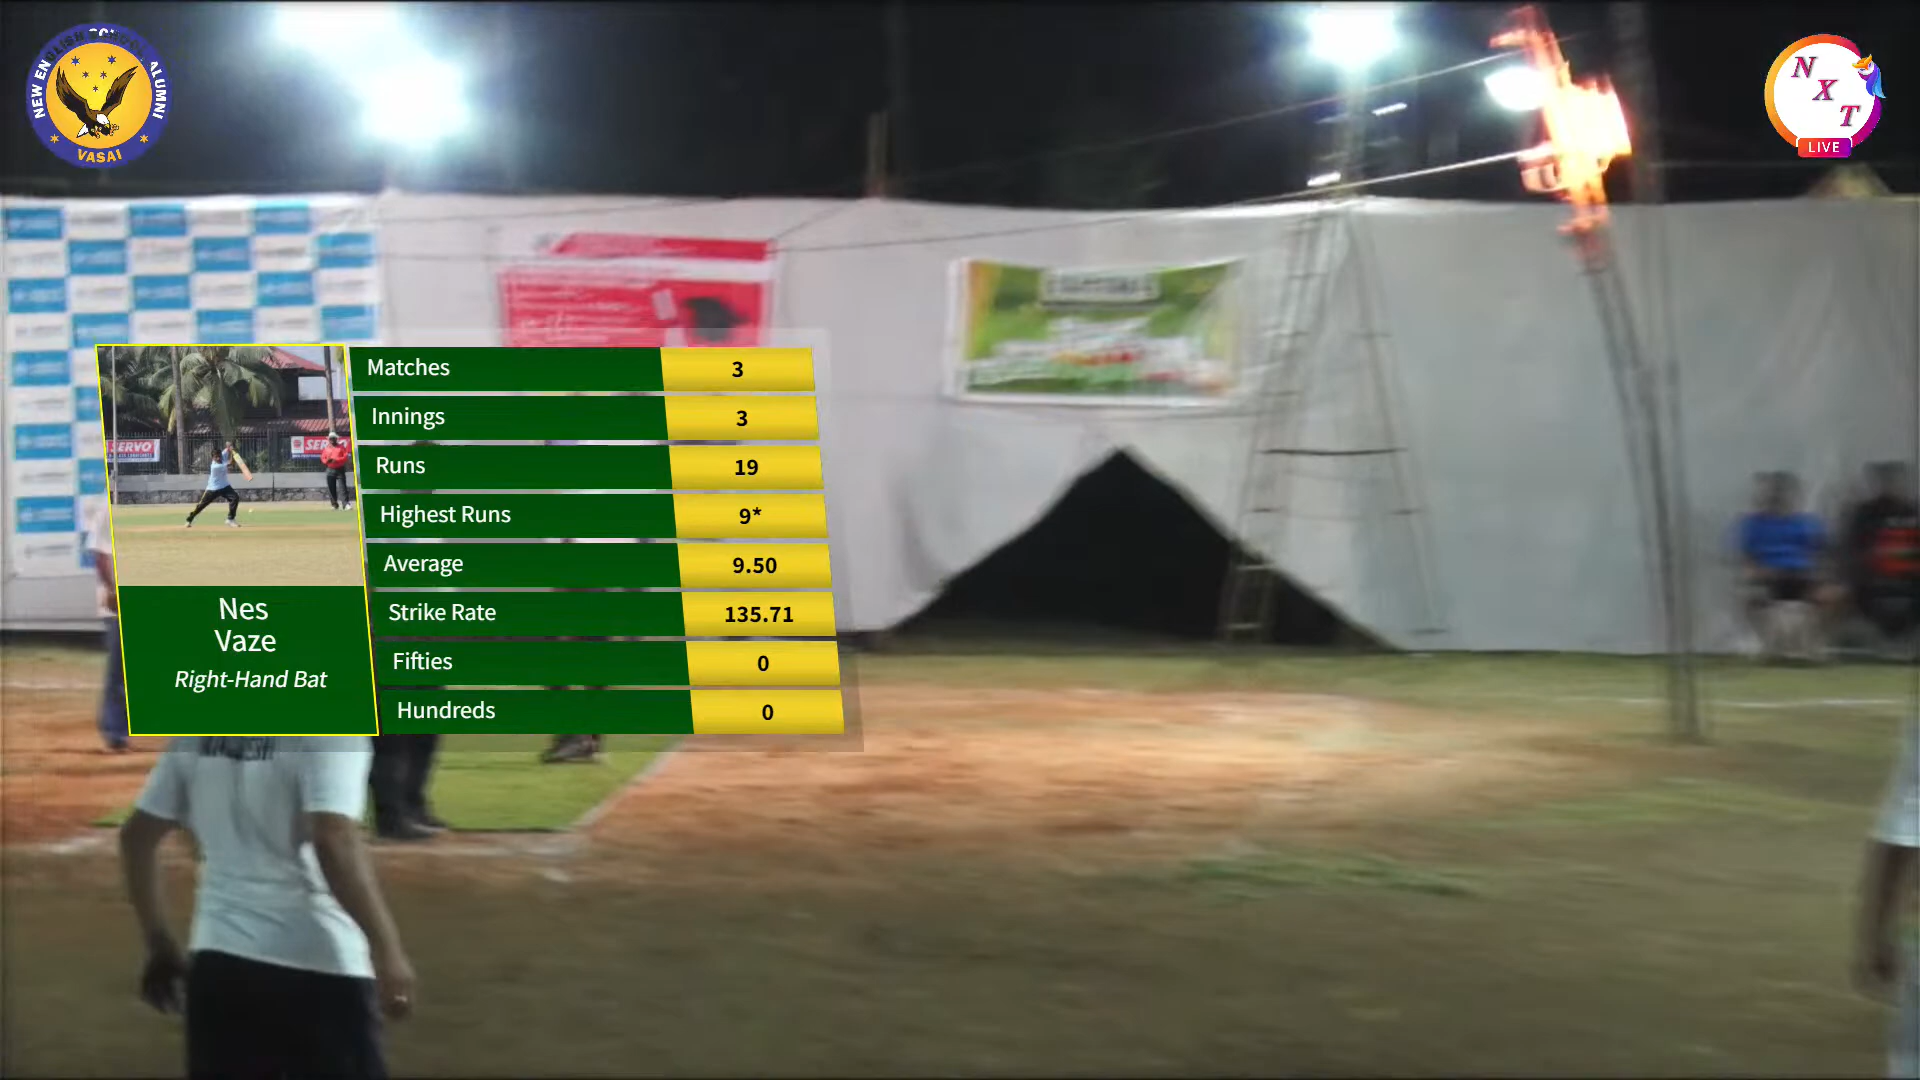 NEW ENGLISH SCHOOL ALUMNI
VASAI
N
X
T
LIVE
SERVO
SERVO
Matches 3
Innings 3
Runs 19
Highest Runs 9*
Average 9.50
Strike Rate 135.71
Fifties 0
Hundreds 0
Nes
Vaze
Right-Hand Bat